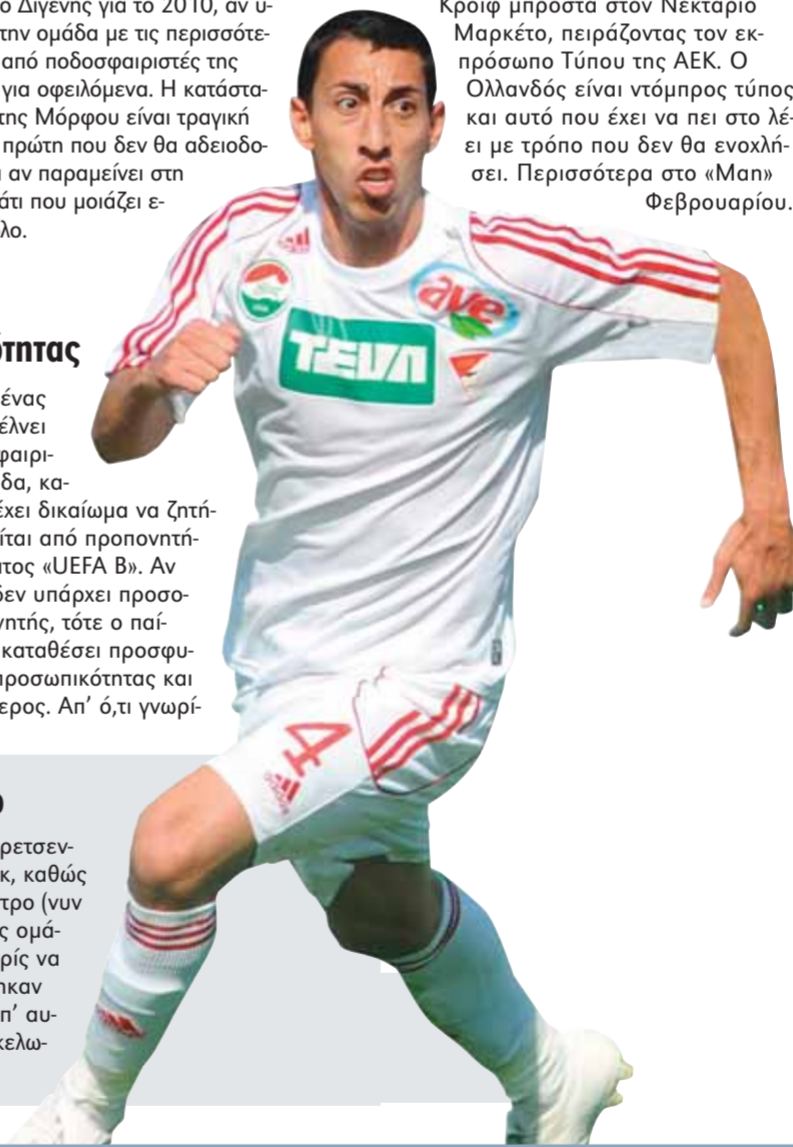 ο Διγενής για το 2010, αν υ-
την ομάδα με τις περισσότε-
από ποδοσφαιριστές της
για οφειλόμενα. Η κατάστα-
της Μόρφου είναι τραγική
πρώτη που δεν θα αδειοδο-
αν παραμείνει στη
άτι που μοιάζει ε-
λο.
Κρόιφ μπροστά στον Νεκτάριο
Μαρκέτο, πειράζοντας τον εκ-
πρόσωπο Τύπου της ΑΕΚ. Ο
Ολλανδός είναι ντόμπρος τύπος
και αυτό που έχει να πει στο λέ-
ει με τρόπο που δεν θα ενοχλή-
σει. Περισσότερα στο «Man»
Φεβρουαρίου.
ότητας
ένας
έλνει
φαιρι-
δα, κα-
έχει δικαίωμα να ζητή-
ίται από προπονητή-
ατος «UEFA B». Αν
δεν υπάρχει προσο-
νητής, τότε ο παί-
καταθέσει προσφυ-
προσωπικότητας και
ερος. Απ’ ό,τι γνωρί-
ρετσεν-
κ, καθώς
τρο (νυν
ς ομά-
ρίς να
ηκαν
π’ αυ-
κελω-
adidas
ave
TEVA
4
adidas